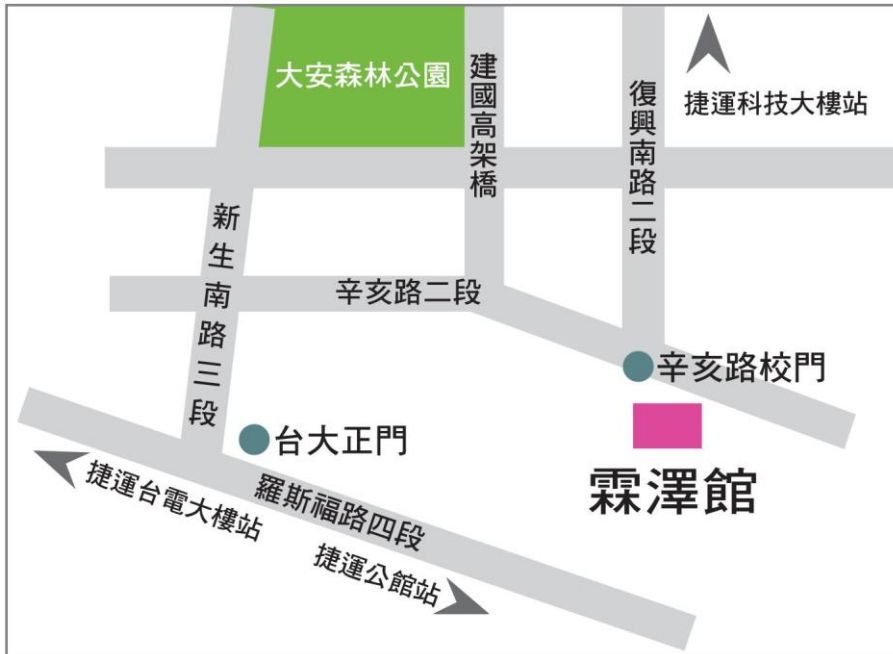 大安森林公園
建國高架橋
復興南路二段
捷運科技大樓站
新生南路三段
辛亥路二段
辛亥路校門
台大正門
霖澤館
羅斯福路四段
捷運台電大樓站
捷運公館站